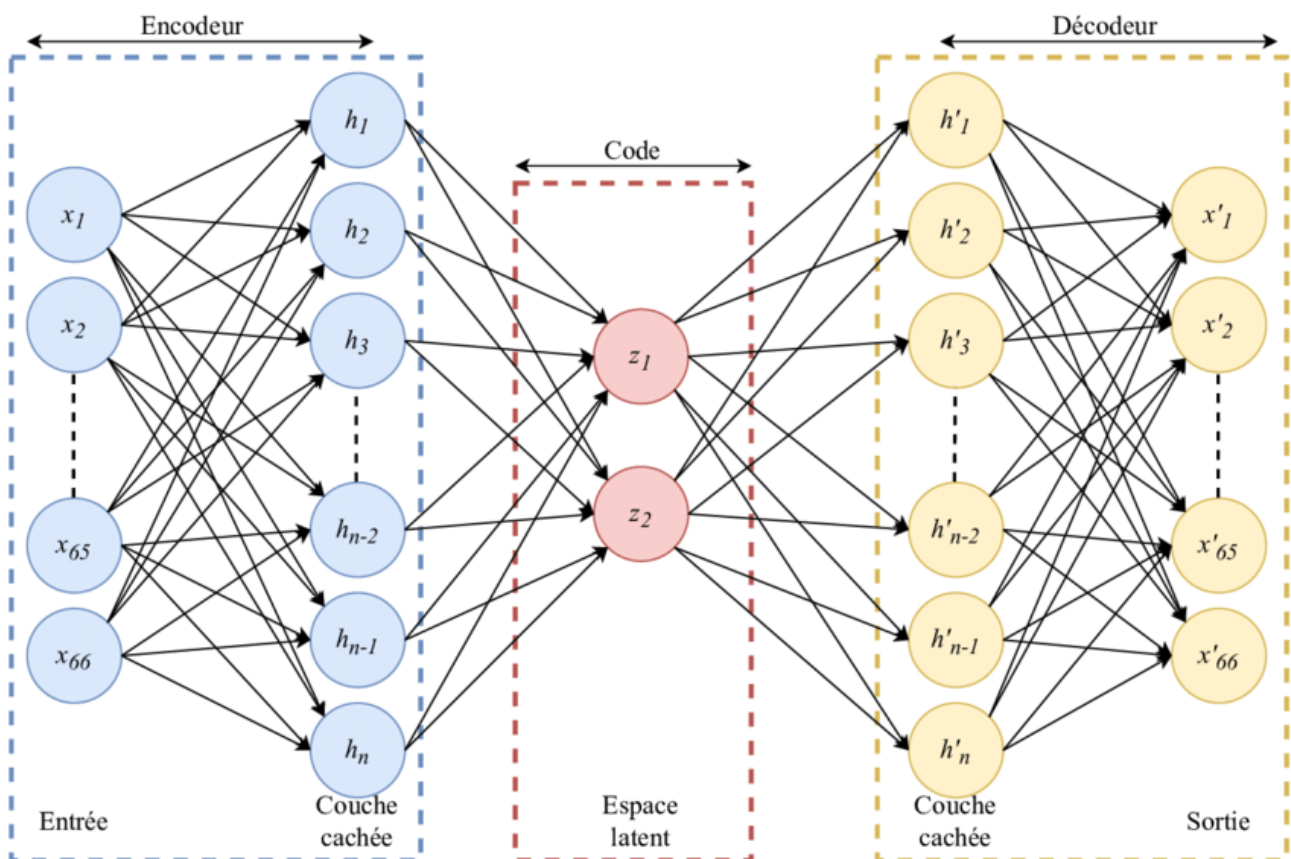 Encodeur
Décodeur
Code
h1
h2
h3
hn-2
hn-1
hn
x1
x2
x65
x66
z1
z2
h'1
h'2
h'3
h'n-2
h'n-1
h'n
x'1
x'2
x'65
x'66
Entrée
Couche
cachée
Espace
latent
Couche
cachée
Sortie